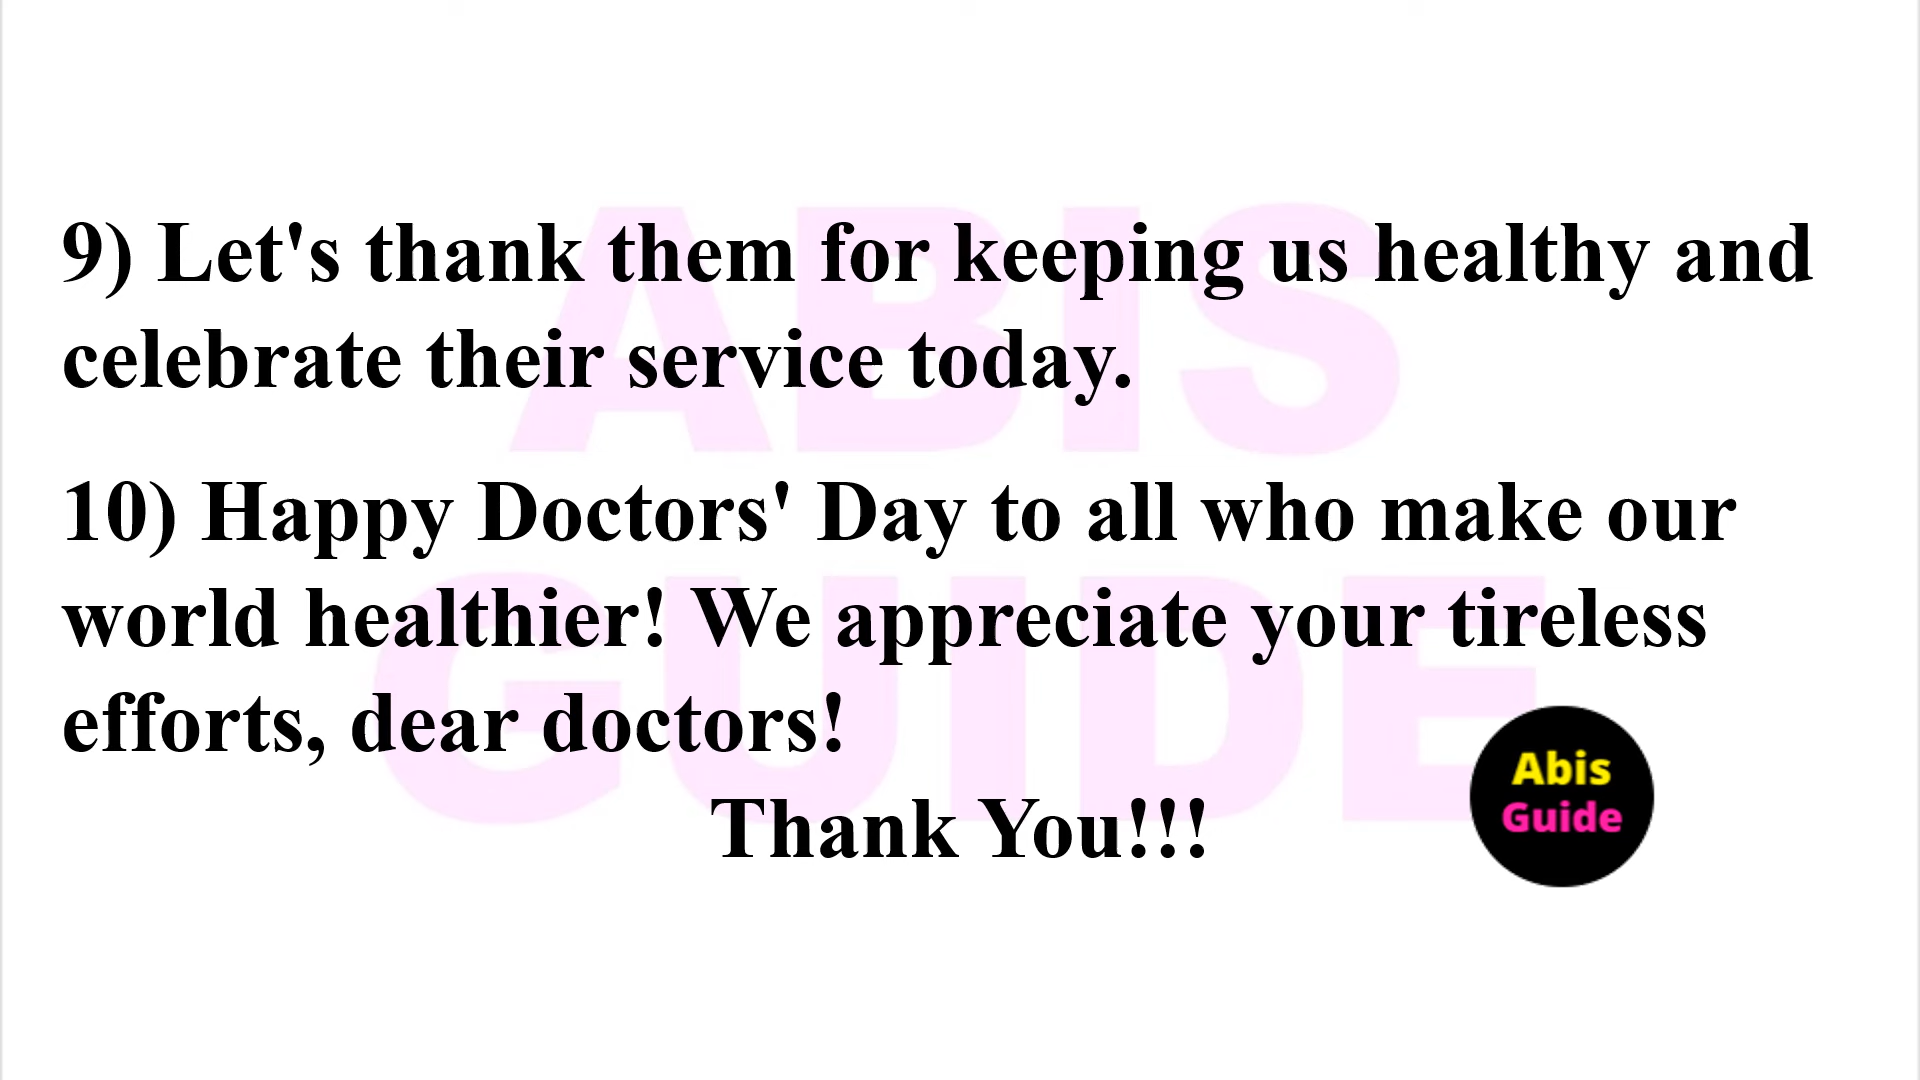 ABIS
GUIDE
9) Let's thank them for keeping us healthy and
celebrate their service today.
10) Happy Doctors' Day to all who make our
world healthier! We appreciate your tireless
efforts, dear doctors!
Thank You!!!
Abis
Guide